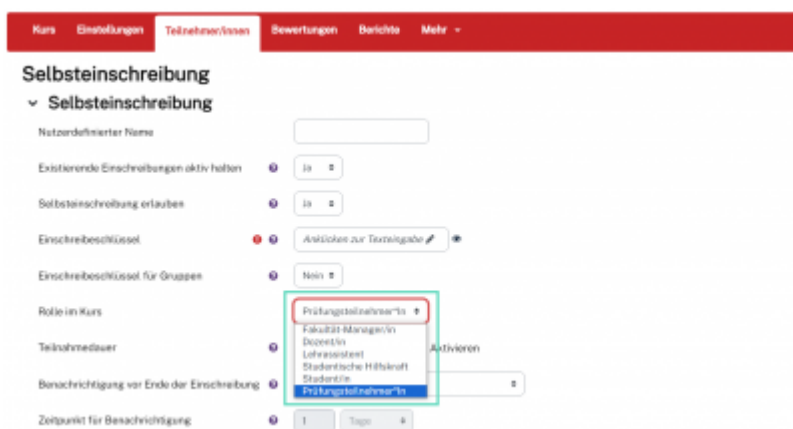 Kurs Einstellungen Teilnehmer/innen Bewertungen Berichte Mehr
Selbsteinschreibung
Selbsteinschreibung
Nutzerdefinierter Name
Existierende Einschreibungen aktiv halten Ja
Selbsteinschreibung erlauben Ja
Einschreibeschlüssel Anklicken zur Texteingabe
Einschreibeschlüssel für Gruppen Nein
Rolle im Kurs Prüfungsteilnehmer*in
Fakultät-Manager/in
Dozent/in
Teilnahmedauer Aktivieren
Lehrassistent
Studentische Hilfskraft
Student/in
Benachrichtigung vor Ende der Einschreibung
Prüfungsteilnehmer*in
Zeitpunkt für Benachrichtigung 1 Tage